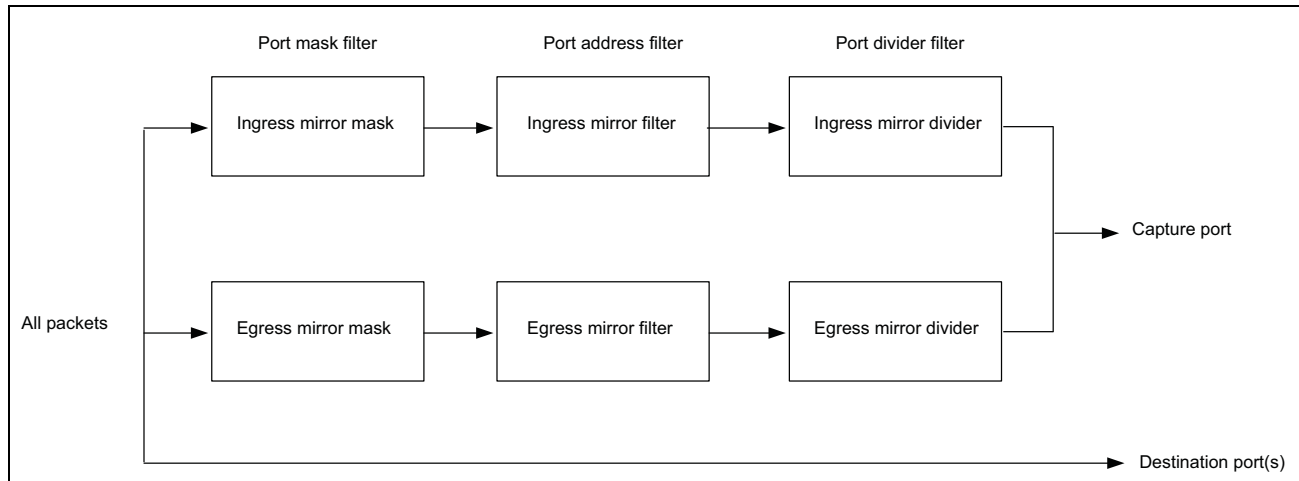 Port mask filter
Port address filter
Port divider filter
Ingress mirror mask
Ingress mirror filter
Ingress mirror divider
Capture port
All packets
Egress mirror mask
Egress mirror filter
Egress mirror divider
Destination port(s)